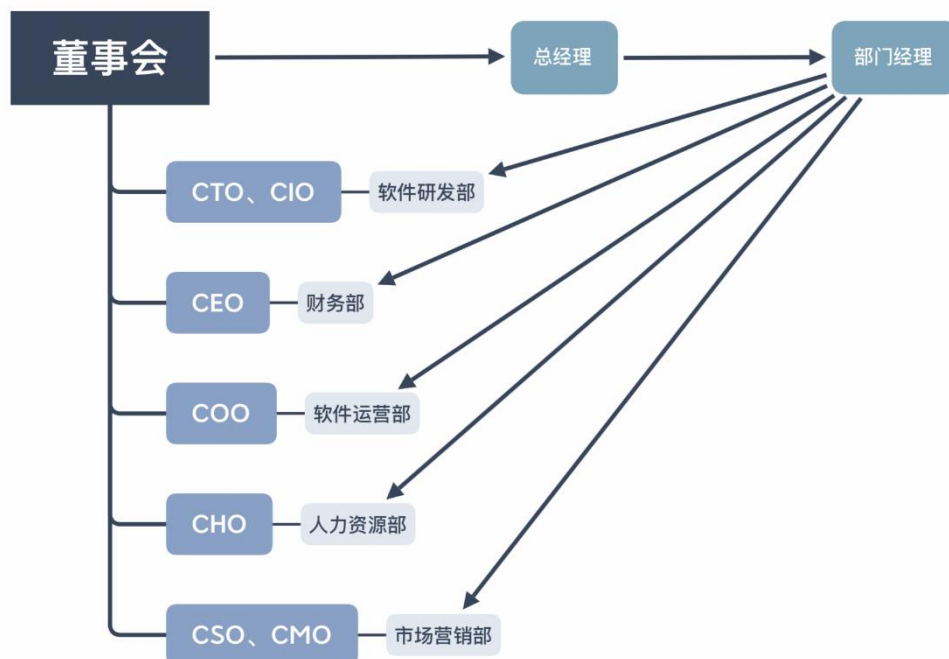 董事会
总经理
部门经理
CTO、CIO
软件研发部
CEO
财务部
COO
软件运营部
CHO
人力资源部
CSO、CMO
市场营销部